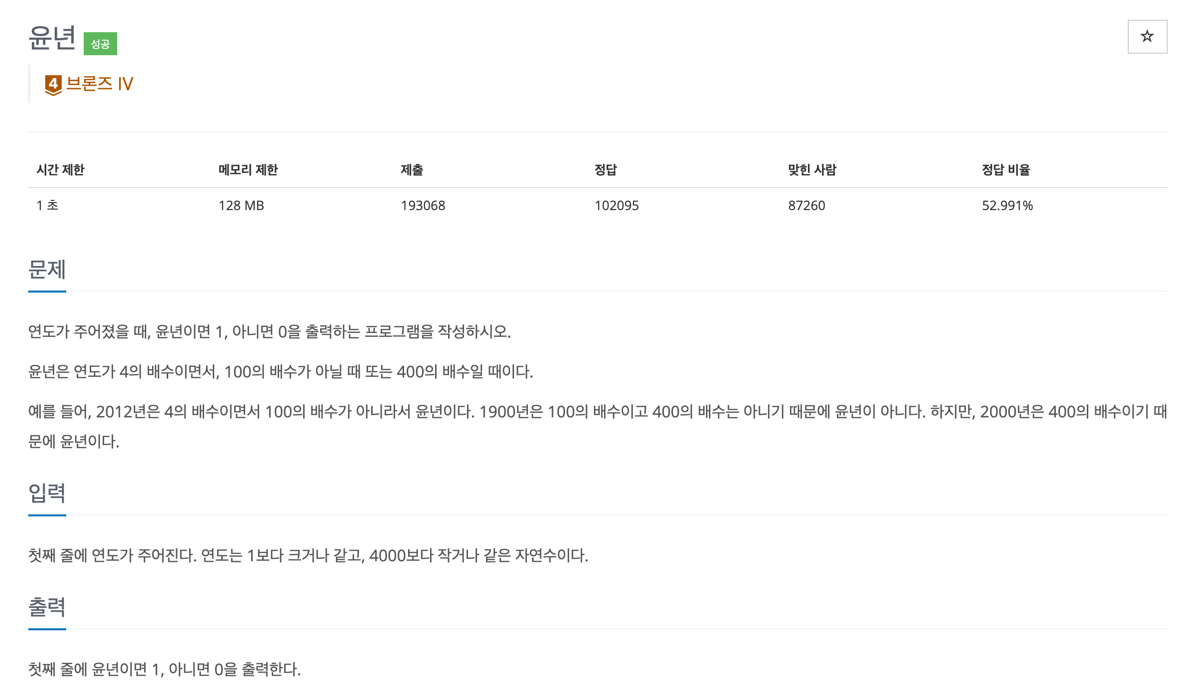 윤년 성공
☆
4 브론즈 IV
시간 제한 메모리 제한 제출 정답 맞힌 사람 정답 비율
1 초 128 MB 193068 102095 87260 52.991%
문제
연도가 주어졌을 때, 윤년이면 1, 아니면 0을 출력하는 프로그램을 작성하시오.
윤년은 연도가 4의 배수이면서, 100의 배수가 아닐 때 또는 400의 배수일 때이다.
예를 들어, 2012년은 4의 배수이면서 100의 배수가 아니라서 윤년이다. 1900년은 100의 배수이고 400의 배수는 아니기 때문에 윤년이 아니다. 하지만, 2000년은 400의 배수이기 때
문에 윤년이다.
입력
첫째 줄에 연도가 주어진다. 연도는 1보다 크거나 같고, 4000보다 작거나 같은 자연수이다.
출력
첫째 줄에 윤년이면 1, 아니면 0을 출력한다.